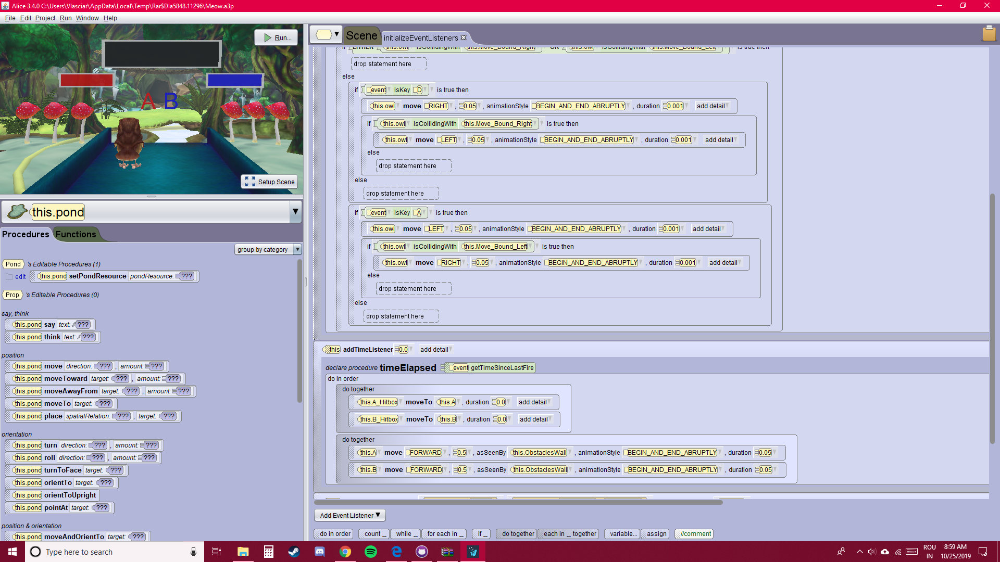 Alice 3.4.0 C:\Users\Vlasciar\AppData\Local\Temp\Rar$DIa5848.11296\Meow.a3p
File Edit Project Run Window Help
Run...
A B
Setup Scene
this.pond
Procedures Functions
group by category
Pond 's Editable Procedures (1)
edit this.pond setPondResource pondResource: ???
Prop 's Editable Procedures (0)
say, think
this.pond say text: ???
this.pond think text: ???
position
this.pond move direction: ??? , amount: ???
this.pond moveToward target: ??? , amount: ???
this.pond moveAwayFrom target: ??? , amount: ???
this.pond moveTo target: ???
this.pond place spatialRelation: ??? , target: ???
orientation
this.pond turn direction: ??? , amount: ???
this.pond roll direction: ??? , amount: ???
this.pond turnToFace target: ???
this.pond orientTo target: ???
this.pond orientToUpright
this.pond pointAt target: ???
position & orientation
this.pond moveAndOrientTo target: ???
Scene initializeEventListeners
if EITHER this.owl isCollidingWith this.Move_Bound_Right OR this.owl isCollidingWith this.Move_Bound_Left is true then
drop statement here
else
if event isKey D is true then
this.owl move RIGHT , 0.05 , animationStyle BEGIN_AND_END_ABRUPTLY , duration 0.001 add detail
if this.owl isCollidingWith this.Move_Bound_Right is true then
this.owl move LEFT , 0.05 , animationStyle BEGIN_AND_END_ABRUPTLY , duration 0.001 add detail
else
drop statement here
else
drop statement here
if event isKey A is true then
this.owl move LEFT , 0.05 , animationStyle BEGIN_AND_END_ABRUPTLY , duration 0.001 add detail
if this.owl isCollidingWith this.Move_Bound_Left is true then
this.owl move RIGHT , 0.05 , animationStyle BEGIN_AND_END_ABRUPTLY , duration 0.001 add detail
else
drop statement here
else
drop statement here
this addTimeListener 0.0 add detail
declare procedure timeElapsed event getTimeSinceLastFire
do in order
do together
this.A_Hitbox moveTo this.A , duration 0.0 add detail
this.B_Hitbox moveTo this.B , duration 0.0 add detail
do together
this.A move FORWARD , 0.5 , asSeenBy this.ObstaclesWall , animationStyle BEGIN_AND_END_ABRUPTLY , duration 0.05
this.B move FORWARD , 0.5 , asSeenBy this.ObstaclesWall , animationStyle BEGIN_AND_END_ABRUPTLY , duration 0.05
Add Event Listener
do in order count _ while _ for each in _ if _ do together each in _ together variable... assign //comment
Type here to search
ROU
IN
8:59 AM
10/25/2019